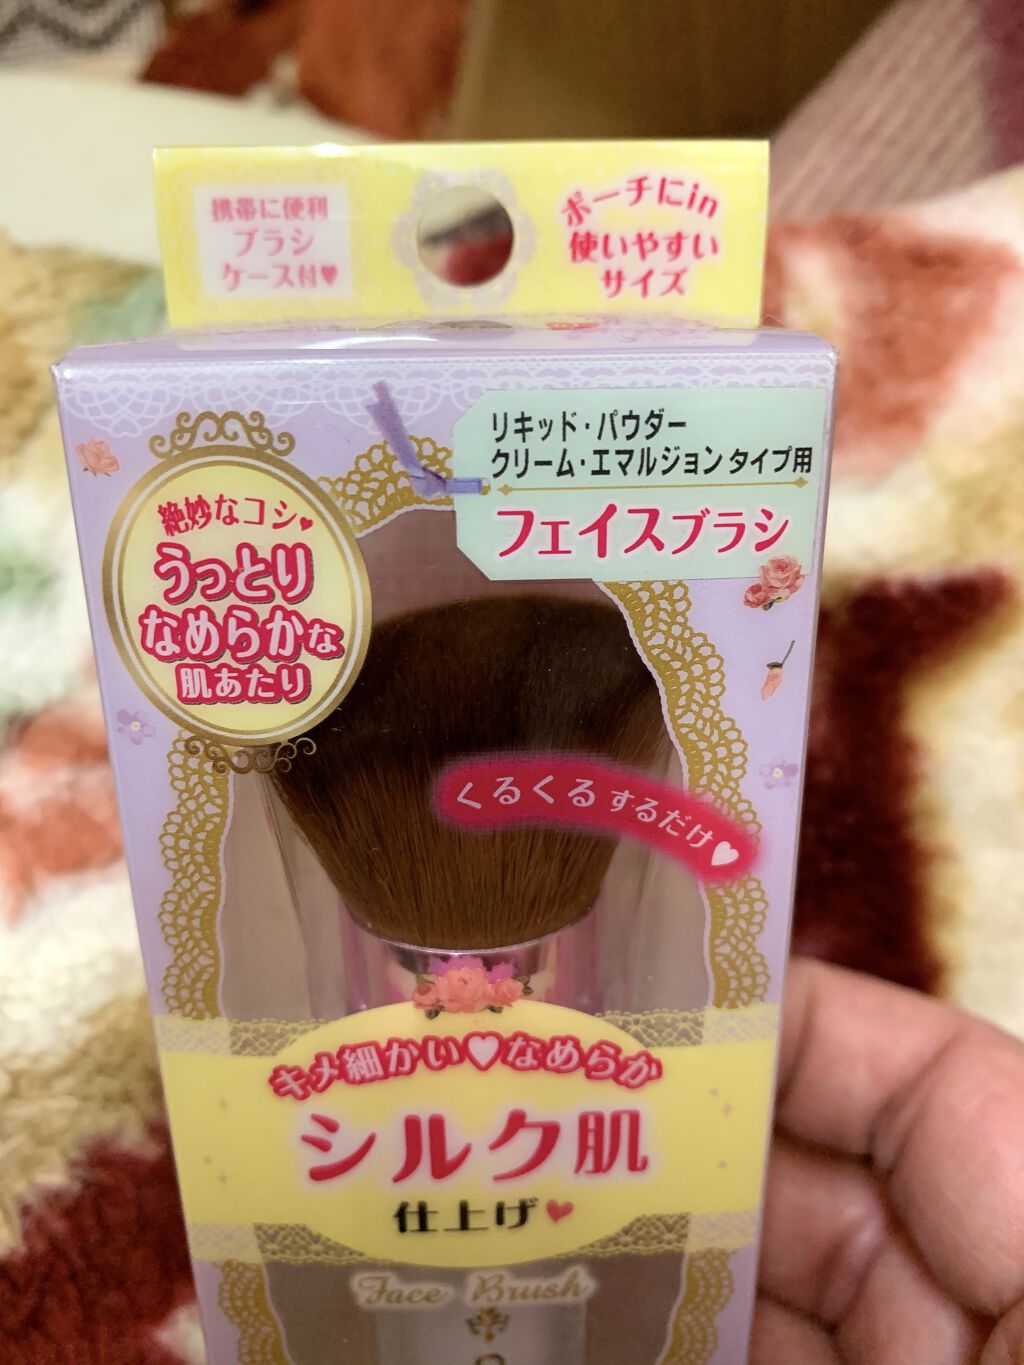 携帯に便利
ブラシ
ケース付♥
ポーチにin
使いやすい
サイズ
リキッド・パウダー
クリーム・エマルジョンタイプ用
フェイスブラシ
絶妙なコシ♥
うっとり
なめらかな
肌あたり
くるくるするだけ♥
キメ細かい♥なめらか
シルク肌
仕上げ♥
Face Brush